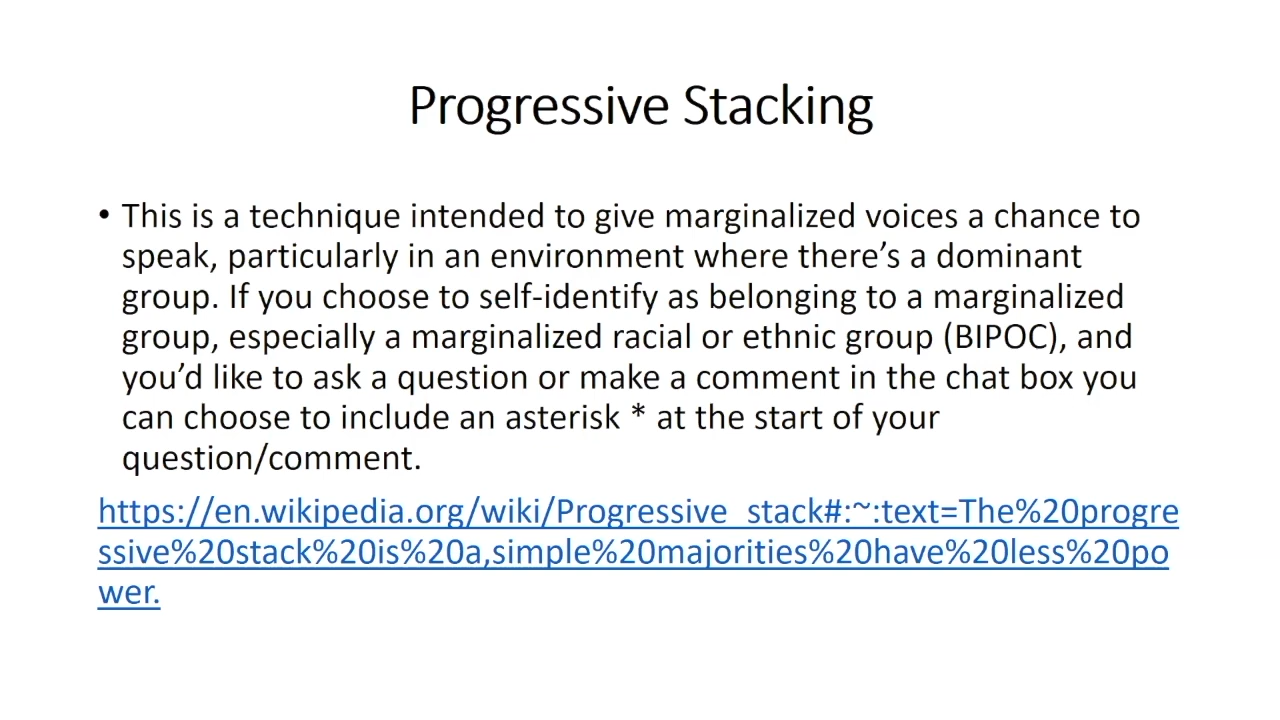 Progressive Stacking
• This is a technique intended to give marginalized voices a chance to
speak, particularly in an environment where there’s a dominant
group. If you choose to self-identify as belonging to a marginalized
group, especially a marginalized racial or ethnic group (BIPOC), and
you’d like to ask a question or make a comment in the chat box you
can choose to include an asterisk * at the start of your
question/comment.
https://en.wikipedia.org/wiki/Progressive_stack#:~:text=The%20progre
ssive%20stack%20is%20a,simple%20majorities%20have%20less%20po
wer.